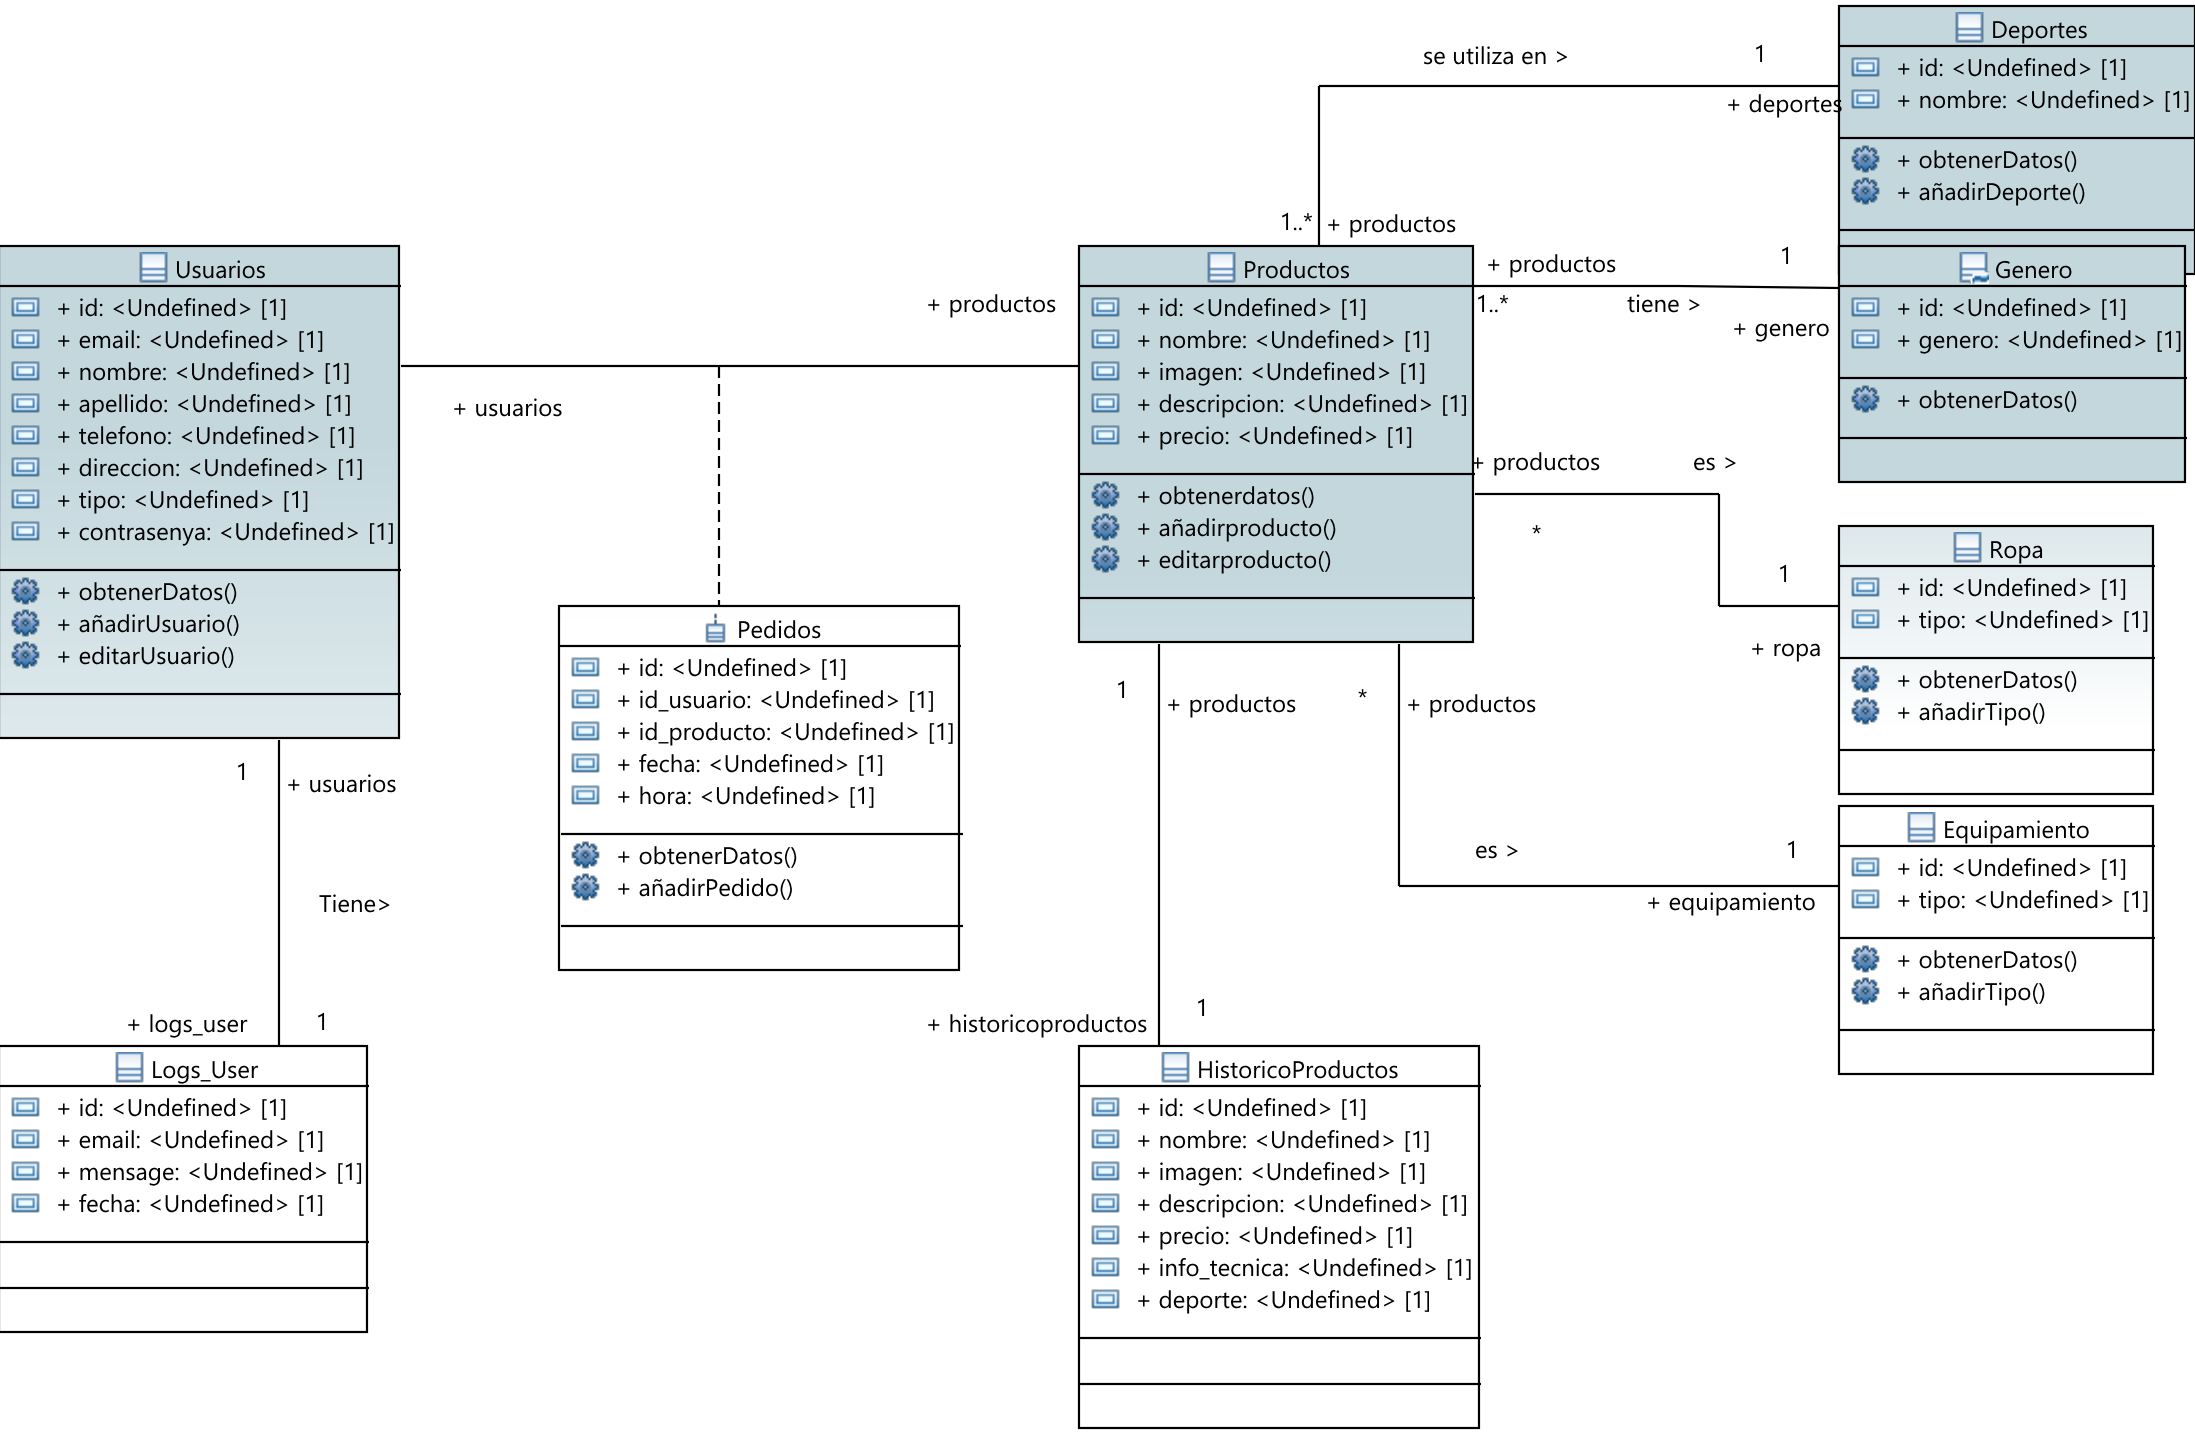 Deportes
+ id: <Undefined> [1]
+ nombre: <Undefined> [1]
+ obtenerDatos()
+ añadirDeporte()
se utiliza en >
1
+ deportes
1..*
+ productos
Usuarios
+ id: <Undefined> [1]
+ email: <Undefined> [1]
+ nombre: <Undefined> [1]
+ apellido: <Undefined> [1]
+ telefono: <Undefined> [1]
+ direccion: <Undefined> [1]
+ tipo: <Undefined> [1]
+ contrasenya: <Undefined> [1]
+ obtenerDatos()
+ añadirUsuario()
+ editarUsuario()
+ productos
+ usuarios
Productos
+ id: <Undefined> [1]
+ nombre: <Undefined> [1]
+ imagen: <Undefined> [1]
+ descripcion: <Undefined> [1]
+ precio: <Undefined> [1]
+ obtenerdatos()
+ añadirproducto()
+ editarproducto()
+ productos
1
1..*
tiene >
+ genero
Genero
+ id: <Undefined> [1]
+ genero: <Undefined> [1]
+ obtenerDatos()
+ productos
es >
*
1
+ ropa
Ropa
+ id: <Undefined> [1]
+ tipo: <Undefined> [1]
+ obtenerDatos()
+ añadirTipo()
Pedidos
+ id: <Undefined> [1]
+ id_usuario: <Undefined> [1]
+ id_producto: <Undefined> [1]
+ fecha: <Undefined> [1]
+ hora: <Undefined> [1]
+ obtenerDatos()
+ añadirPedido()
1
+ productos
*
+ productos
es >
1
+ equipamiento
Equipamiento
+ id: <Undefined> [1]
+ tipo: <Undefined> [1]
+ obtenerDatos()
+ añadirTipo()
1
+ usuarios
Tiene>
+ logs_user
1
Logs_User
+ id: <Undefined> [1]
+ email: <Undefined> [1]
+ mensage: <Undefined> [1]
+ fecha: <Undefined> [1]
+ historicoproductos
1
HistoricoProductos
+ id: <Undefined> [1]
+ nombre: <Undefined> [1]
+ imagen: <Undefined> [1]
+ descripcion: <Undefined> [1]
+ precio: <Undefined> [1]
+ info_tecnica: <Undefined> [1]
+ deporte: <Undefined> [1]